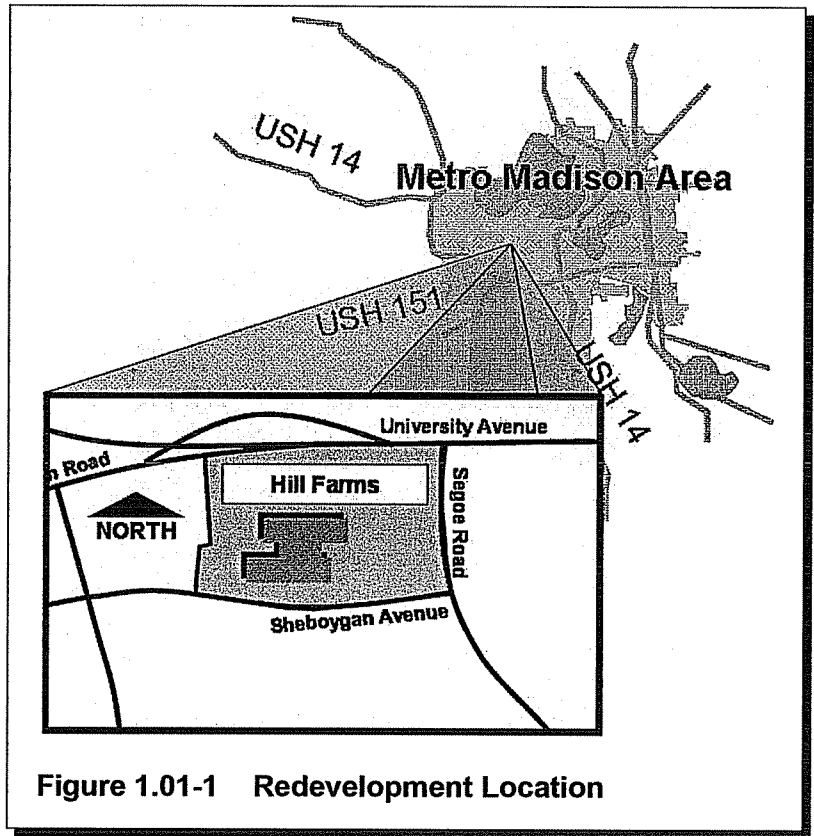 USH 14
Metro Madison Area
USH 151
USH 14
University Avenue
n Road
Hill Farms
NORTH
Segoe Road
Sheboygan Avenue
Figure 1.01-1 Redevelopment Location